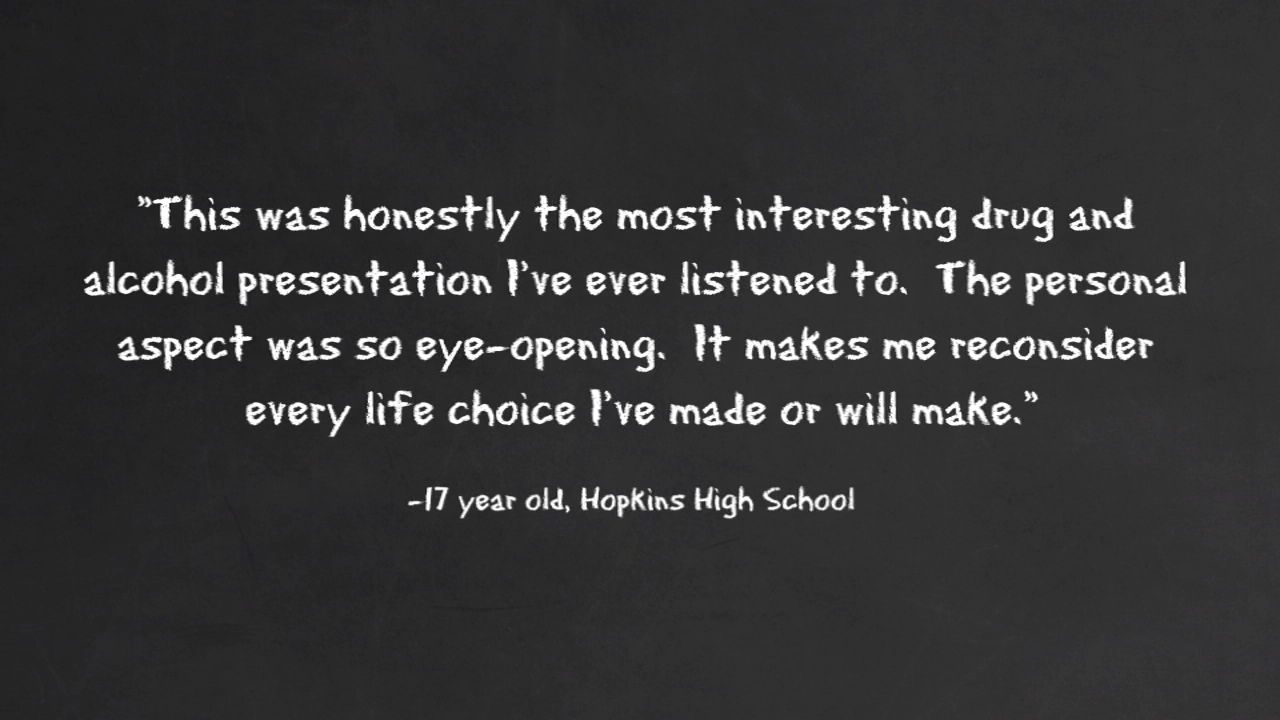 "This was honestly the most interesting drug and
alcohol presentation I've ever listened to.  The personal
aspect was so eye-opening.  It makes me reconsider
every life choice I've made or will make."
-17 year old, Hopkins High School